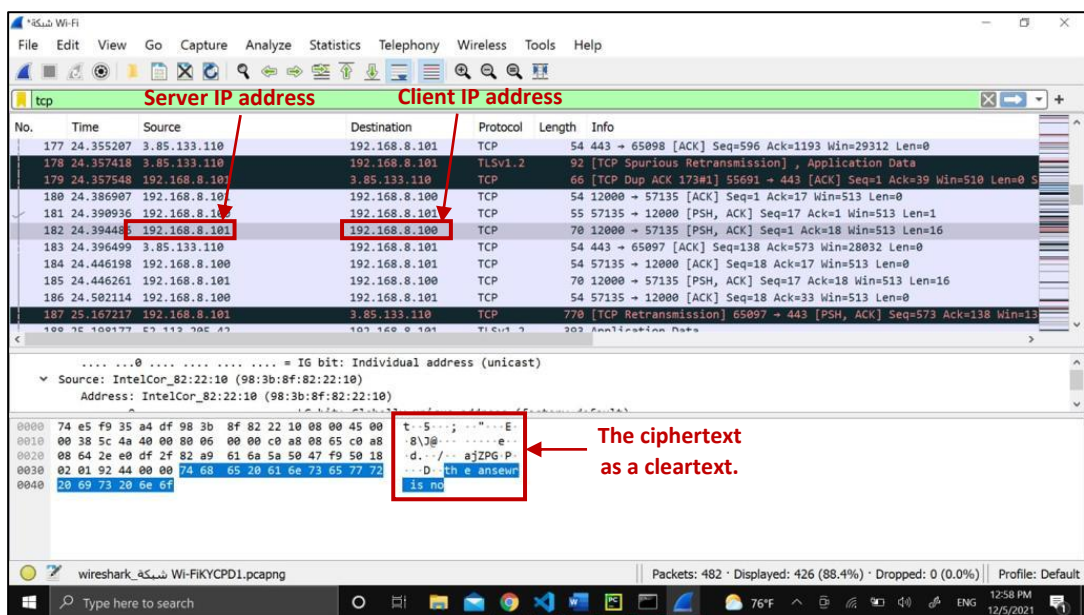 *شبكة Wi-Fi
File Edit View Go Capture Analyze Statistics Telephony Wireless Tools Help
tcp
Server IP address
Client IP address
No. Time Source Destination Protocol Length Info
177 24.355207 3.85.133.110 192.168.8.101 TCP 54 443 → 65098 [ACK] Seq=596 Ack=1193 Win=29312 Len=0
178 24.357418 3.85.133.110 192.168.8.101 TLSv1.2 92 [TCP Spurious Retransmission] , Application Data
179 24.357548 192.168.8.101 3.85.133.110 TCP 66 [TCP Dup ACK 173#1] 55691 → 443 [ACK] Seq=1 Ack=39 Win=510 Len=0 S
180 24.386907 192.168.8.101 192.168.8.100 TCP 54 12000 → 57135 [ACK] Seq=1 Ack=17 Win=513 Len=0
181 24.390936 192.168.8.100 192.168.8.101 TCP 55 57135 → 12000 [PSH, ACK] Seq=17 Ack=1 Win=513 Len=1
182 24.394486 192.168.8.101 192.168.8.100 TCP 70 12000 → 57135 [PSH, ACK] Seq=1 Ack=18 Win=513 Len=16
183 24.396499 3.85.133.110 192.168.8.101 TCP 54 443 → 65097 [ACK] Seq=138 Ack=573 Win=28032 Len=0
184 24.446198 192.168.8.100 192.168.8.101 TCP 54 57135 → 12000 [ACK] Seq=18 Ack=17 Win=513 Len=0
185 24.446261 192.168.8.101 192.168.8.100 TCP 70 12000 → 57135 [PSH, ACK] Seq=17 Ack=18 Win=513 Len=16
186 24.502114 192.168.8.100 192.168.8.101 TCP 54 57135 → 12000 [ACK] Seq=18 Ack=33 Win=513 Len=0
187 25.167217 192.168.8.101 3.85.133.110 TCP 770 [TCP Retransmission] 65097 → 443 [PSH, ACK] Seq=573 Ack=138 Win=13
188 25.198177 52.113.205.42 192.168.8.101 TLSv1.2 393 Application Data
.... ...0 .... .... .... .... = IG bit: Individual address (unicast)
Source: IntelCor_82:22:10 (98:3b:8f:82:22:10)
Address: IntelCor_82:22:10 (98:3b:8f:82:22:10)
0000 74 e5 f9 35 a4 df 98 3b 8f 82 22 10 08 00 45 00 t··5···; ··"···E·
0010 00 38 5c 4a 40 00 80 06 00 00 c0 a8 08 65 c0 a8 ·8\J@··· ·····e··
0020 08 64 2e e0 df 2f 82 a9 61 6a 5a 50 47 f9 50 18 ·d.··/·· ajZPG·P·
0030 02 01 92 44 00 00 74 68 65 20 61 6e 73 65 77 72 ···D··th e ansewr
0040 20 69 73 20 6e 6f is no
The ciphertext
as a cleartext.
wireshark_شبكة Wi-FiKYCPD1.pcapng
Packets: 482 · Displayed: 426 (88.4%) · Dropped: 0 (0.0%)
Profile: Default
Type here to search
76°F
ENG
12:58 PM
12/5/2021